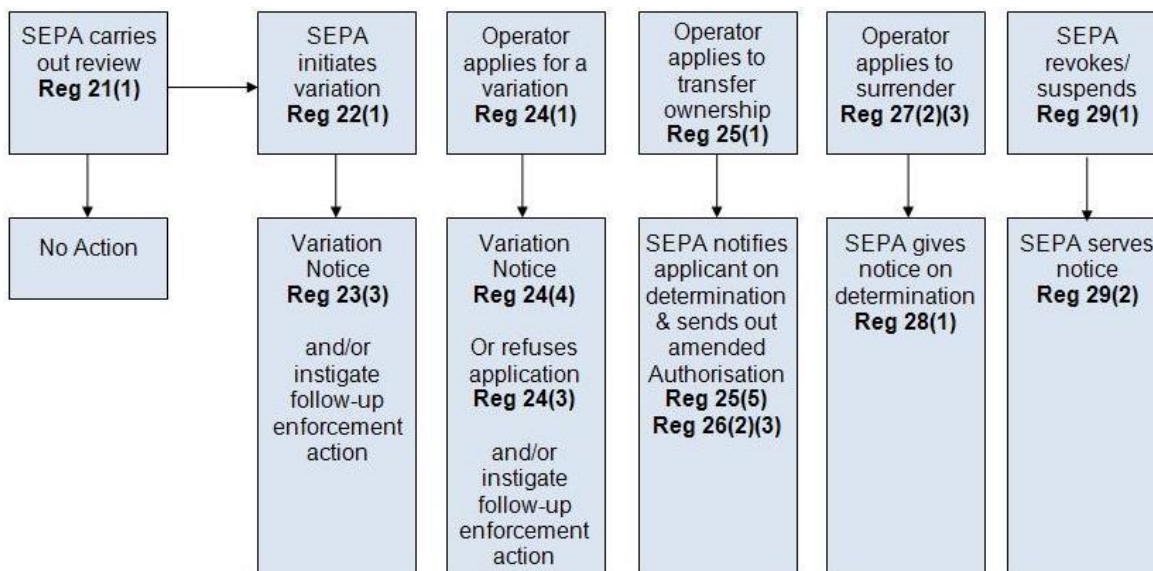 SEPA carries
out review
Reg 21(1)
SEPA
initiates
variation
Reg 22(1)
Operator
applies for a
variation
Reg 24(1)
Operator
applies to
transfer
ownership
Reg 25(1)
Operator
applies to
surrender
Reg 27(2)(3)
SEPA
revokes/
suspends
Reg 29(1)
No Action
Variation
Notice
Reg 23(3)
and/or
instigate
follow-up
enforcement
action
Variation
Notice
Reg 24(4)
Or refuses
application
Reg 24(3)
and/or
instigate
follow-up
enforcement
action
SEPA notifies
applicant on
determination
& sends out
amended
Authorisation
Reg 25(5)
Reg 26(2)(3)
SEPA gives
notice on
determination
Reg 28(1)
SEPA serves
notice
Reg 29(2)